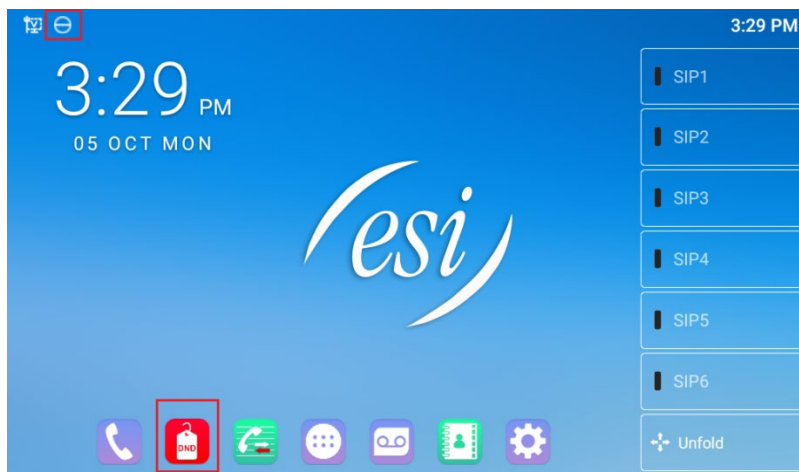 3:29 PM
3:29 PM
05 OCT MON
SIP1
SIP2
SIP3
esi
SIP4
SIP5
SIP6
DND
Unfold